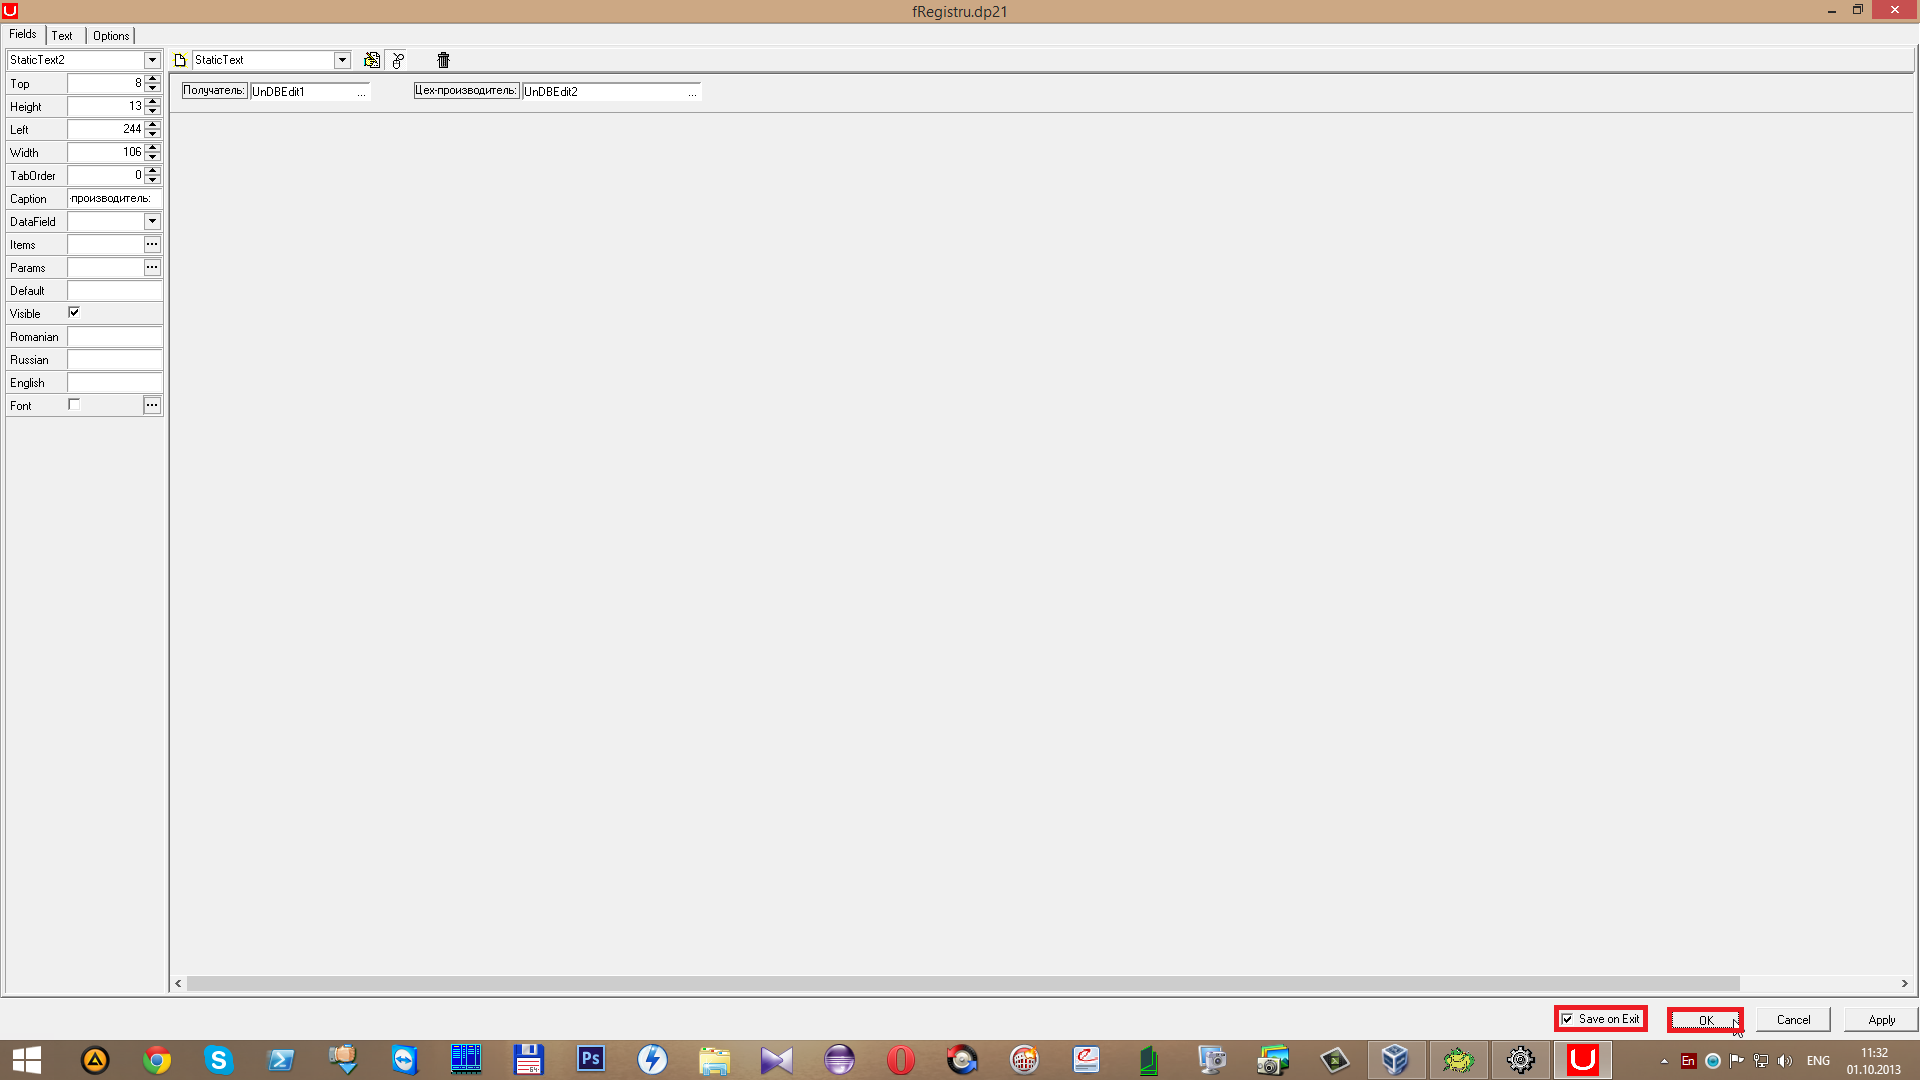 fRegistru.dp21
Fields Text Options
StaticText2 StaticText
Top 8
Height 13
Left 244
Width 106
TabOrder 0
Caption -производитель:
DataField
Items
Params
Default
Visible
Romanian
Russian
English
Font
Получатель: UnDBEdit1 ... Цех-производитель: UnDBEdit2 ...
Save on Exit OK Cancel Apply
Ps 64 En ENG 11:32
01.10.2013